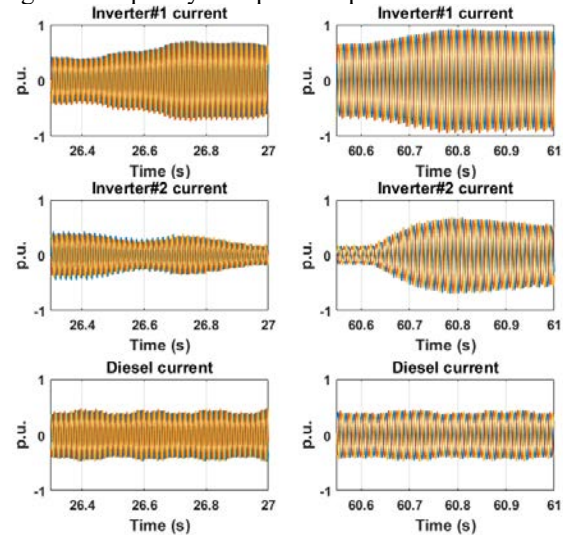 Inverter#1 current
Inverter#1 current
p.u.
1
0
-1
26.4 26.6 26.8 27
Time (s)
p.u.
1
0
-1
60.6 60.7 60.8 60.9 61
Time (s)
Inverter#2 current
Inverter#2 current
p.u.
1
0
-1
26.4 26.6 26.8 27
Time (s)
p.u.
1
0
-1
60.6 60.7 60.8 60.9 61
Time (s)
Diesel current
Diesel current
p.u.
1
0
-1
26.4 26.6 26.8 27
Time (s)
p.u.
1
0
-1
60.6 60.7 60.8 60.9 61
Time (s)